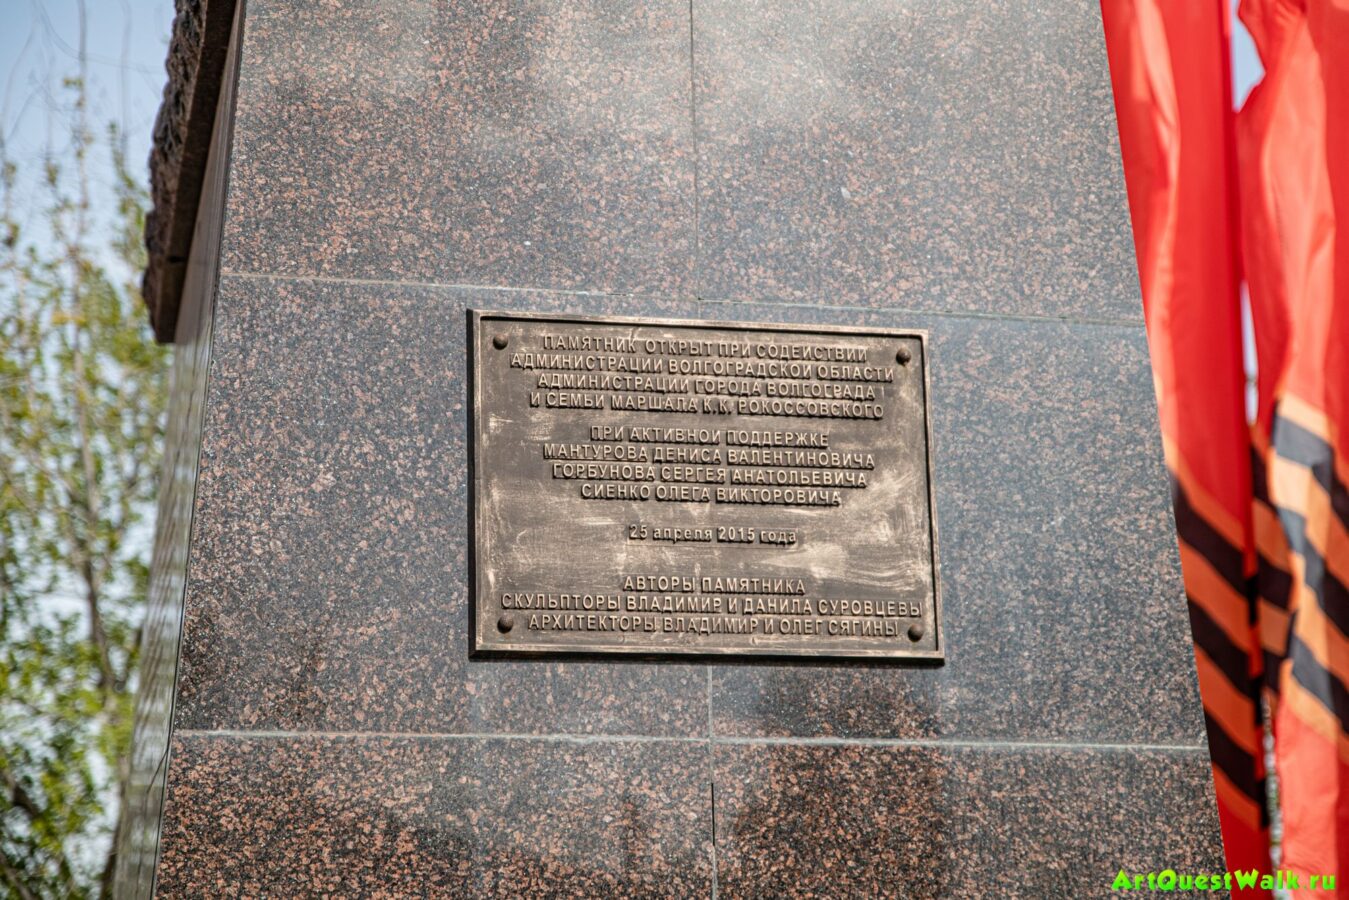 ПАМЯТНИК ОТКРЫТ ПРИ СОДЕЙСТВИИ
АДМИНИСТРАЦИИ ВОЛГОГРАДСКОЙ ОБЛАСТИ
АДМИНИСТРАЦИИ ГОРОДА ВОЛГОГРАДА
И СЕМЬИ МАРШАЛА К.К. РОКОССОВСКОГО
ПРИ АКТИВНОЙ ПОДДЕРЖКЕ
МАНТУРОВА ДЕНИСА ВАЛЕНТИНОВИЧА
ГОРБУНОВА СЕРГЕЯ АНАТОЛЬЕВИЧА
СИЕНКО ОЛЕГА ВИКТОРОВИЧА
25 апреля 2015 года
АВТОРЫ ПАМЯТНИКА
СКУЛЬПТОРЫ ВЛАДИМИР И ДАНИЛА СУРОВЦЕВЫ
АРХИТЕКТОРЫ ВЛАДИМИР И ОЛЕГ СЯГИНЫ
ArtQuestWalk.ru